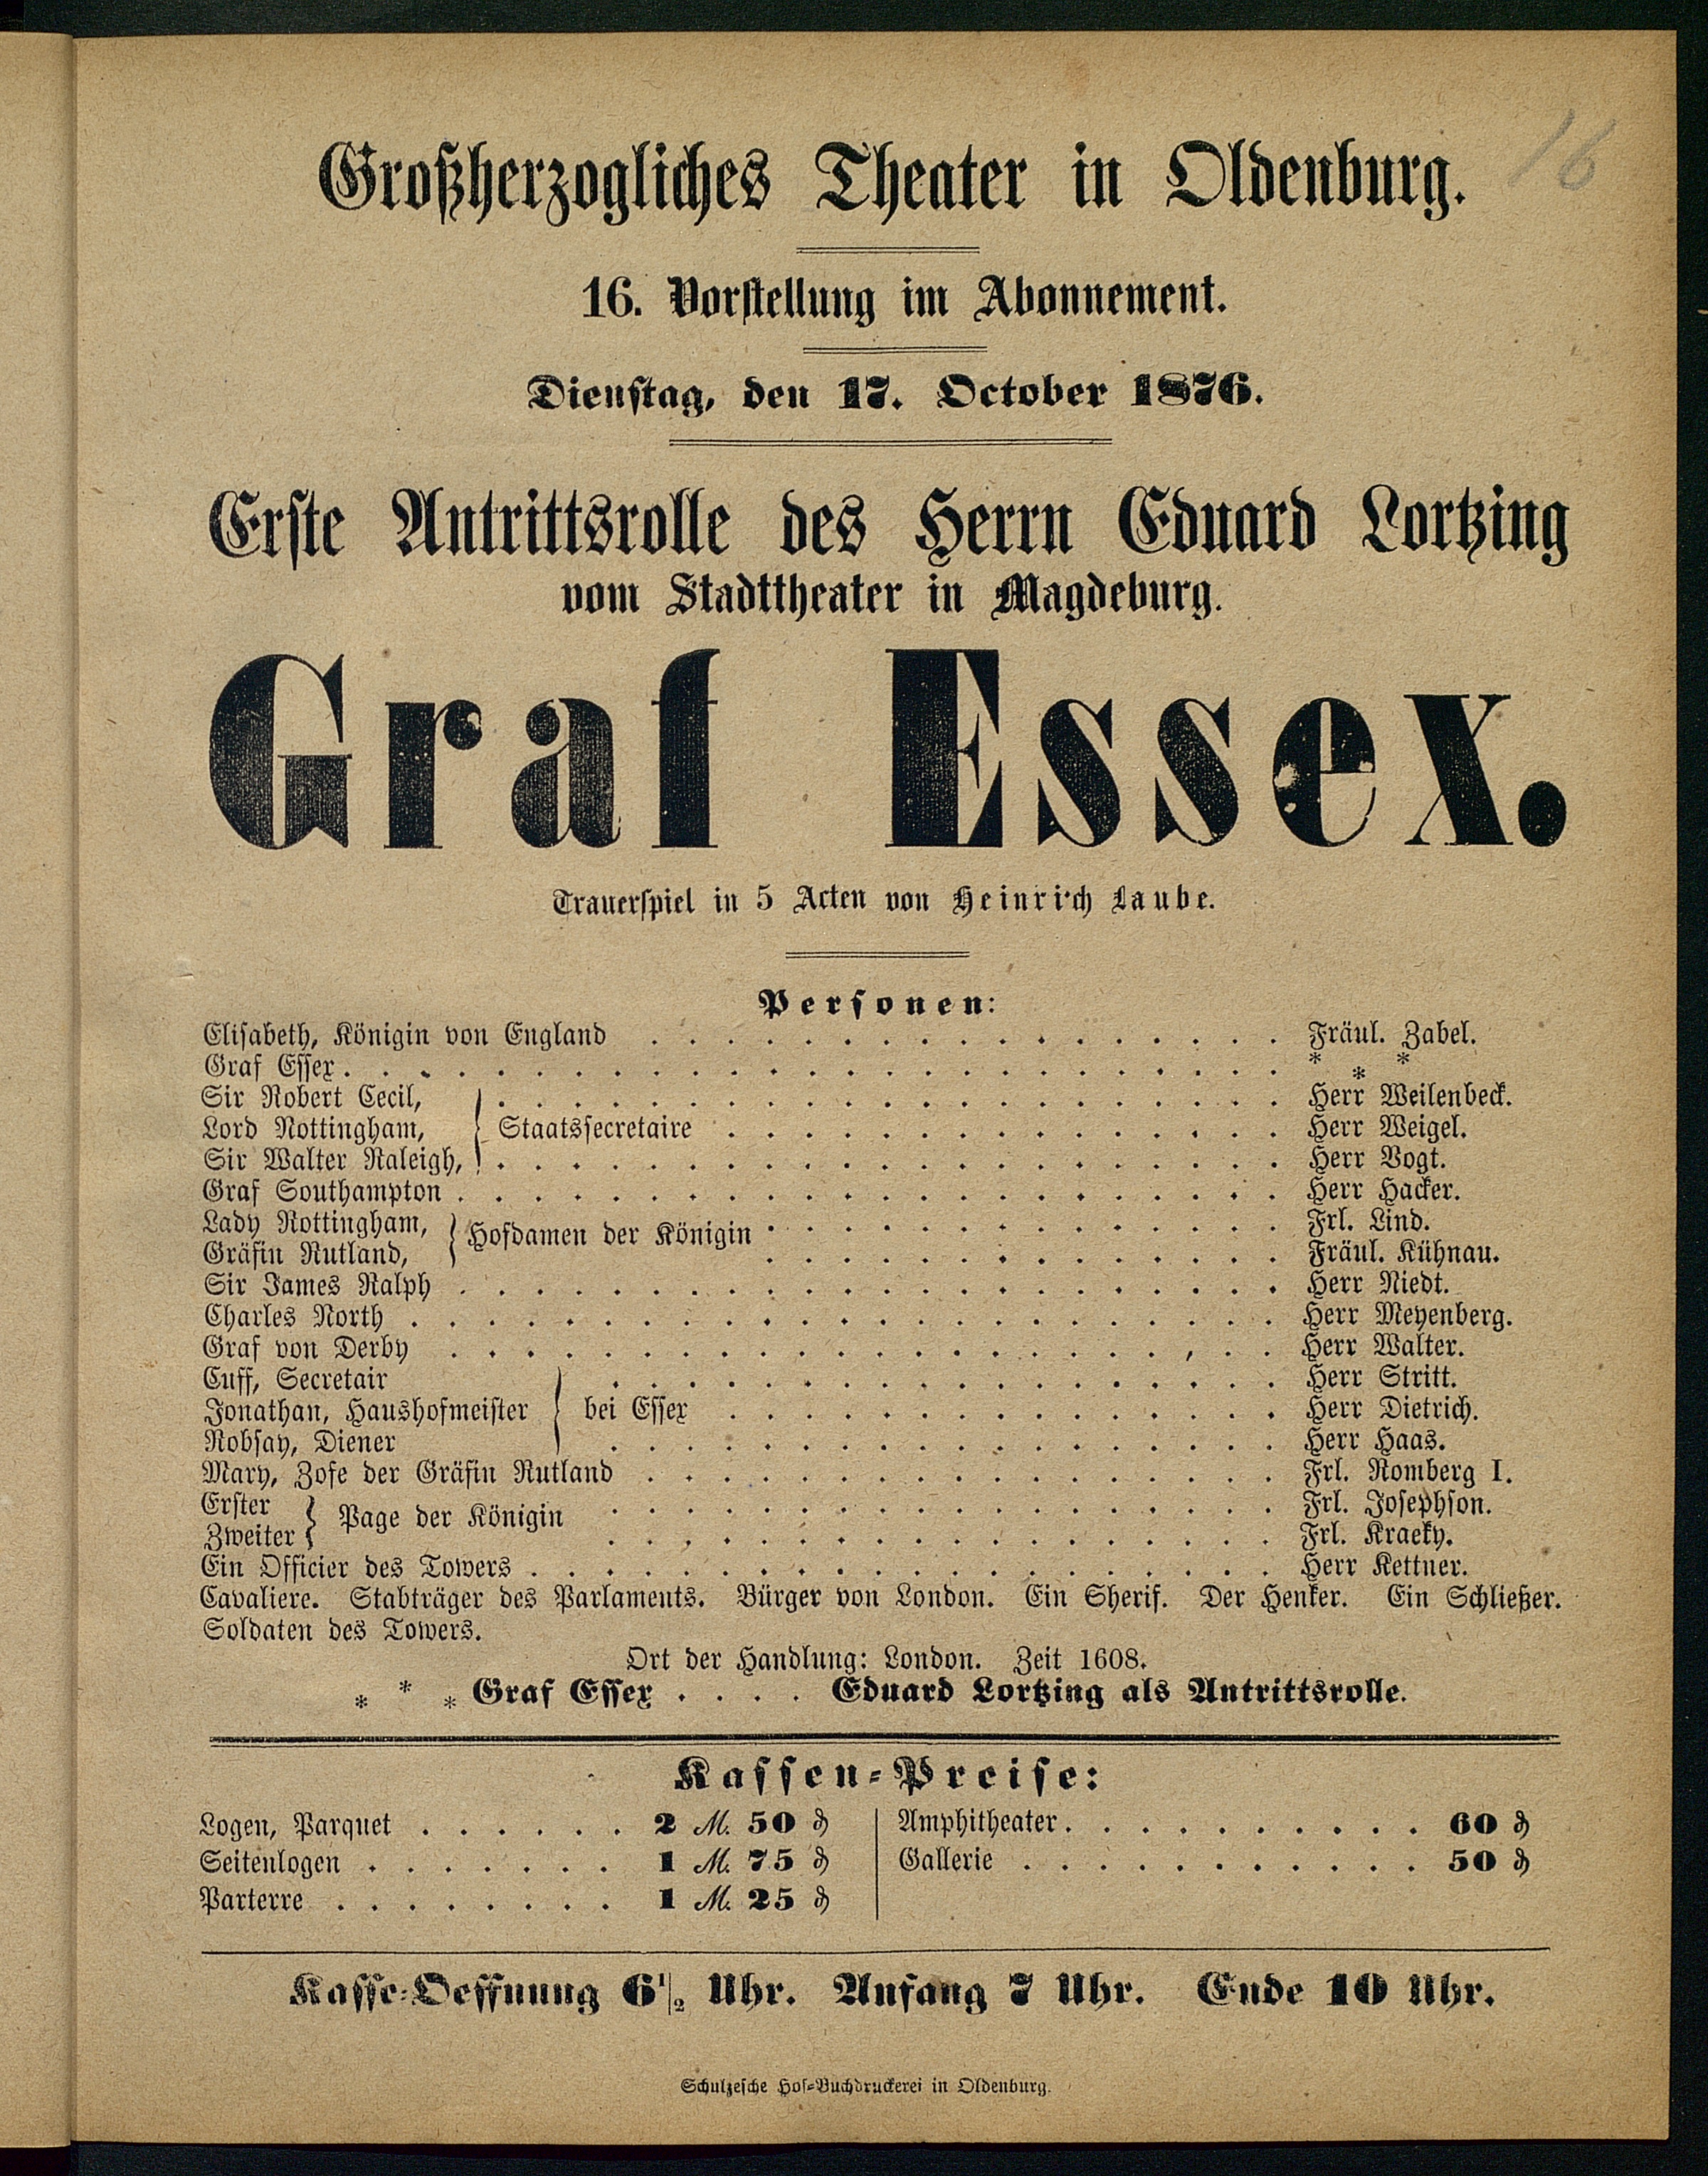 16
Großherzogliches Theater in Oldenburg.
16. Vorstellung im Abonnement.
Dienstag, den 17. October 1876.
Erste Antrittsrolle des Herrn Eduard Lortzing
vom Stadttheater in Magdeburg.
Graf Essex.
Trauerspiel in 5 Acten von Heinrich Laube.
Personen:
Elisabeth, Königin von England . . . . . . . . . . . . . . . . . Fräul. Zabel.
Graf Essex . . . . . . . . . . . . . . . . . . . . . . . . . * * *
Sir Robert Cecil, . . . . . . . . . . . . . . . . . . . . . Herr Weilenbeck.
Lord Nottingham, } Staatssecretaire . . . . . . . . . . . . . . . Herr Weigel.
Sir Walter Raleigh, . . . . . . . . . . . . . . . . . . . . . Herr Vogt.
Graf Southampton . . . . . . . . . . . . . . . . . . . . . . Herr Hacker.
Lady Nottingham, } Hofdamen der Königin . . . . . . . . . . . . . . Frl. Lind.
Gräfin Rutland, . . . . . . . . . . . . . . Fräul. Kühnau.
Sir James Ralph . . . . . . . . . . . . . . . . . . . . . . Herr Niedt.
Charles North . . . . . . . . . . . . . . . . . . . . . . . Herr Meyenberg.
Graf von Derby . . . . . . . . . . . . . . . . . . . . . . Herr Walter.
Cuff, Secretair . . . . . . . . . . . . . . . . . . Herr Stritt.
Jonathan, Haushofmeister } bei Essex . . . . . . . . . . . . . . . Herr Dietrich.
Robsay, Diener . . . . . . . . . . . . . . . . . . Herr Haas.
Mary, Zofe der Gräfin Rutland . . . . . . . . . . . . . . . . . Frl. Romberg I.
Erster } Page der Königin . . . . . . . . . . . . . . . . . . Frl. Josephson.
Zweiter . . . . . . . . . . . . . . . . . . Frl. Kraeky.
Ein Officier des Towers . . . . . . . . . . . . . . . . . . . . Herr Kettner.
Cavaliere. Stabträger des Parlaments. Bürger von London. Ein Sherif. Der Henker. Ein Schließer.
Soldaten des Towers.
Ort der Handlung: London. Zeit 1608.
* * * Graf Essex . . . . Eduard Lortzing als Antrittsrolle.
Kassen-Preise:
Logen, Parquet . . . . . . 2 M. 50 ₰
Seitenlogen . . . . . . . 1 M. 75 ₰
Parterre . . . . . . . . 1 M. 25 ₰
Amphitheater . . . . . . . . . . 60 ₰
Gallerie . . . . . . . . . . . 50 ₰
Kasse-Oeffnung 6 1/2 Uhr. Anfang 7 Uhr. Ende 10 Uhr.
Schulzesche Hof-Buchdruckerei in Oldenburg.